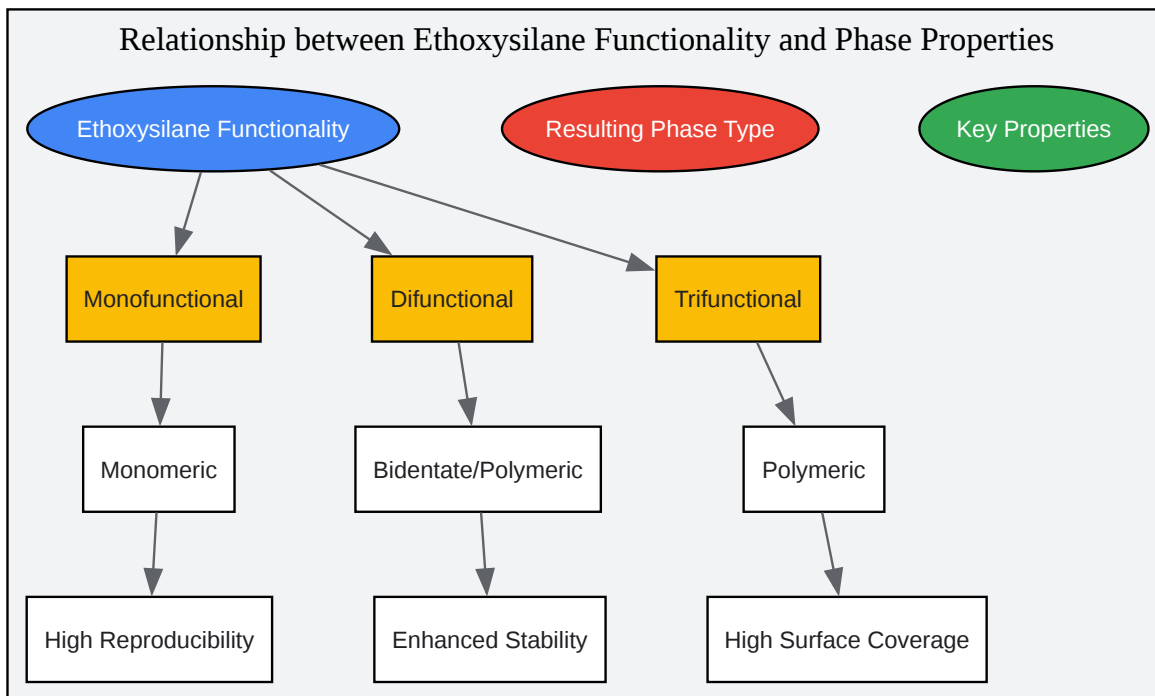 Relationship between Ethoxysilane Functionality and Phase Properties
Ethoxysilane Functionality
Resulting Phase Type
Key Properties
Monofunctional
Difunctional
Trifunctional
Monomeric
Bidentate/Polymeric
Polymeric
High Reproducibility
Enhanced Stability
High Surface Coverage